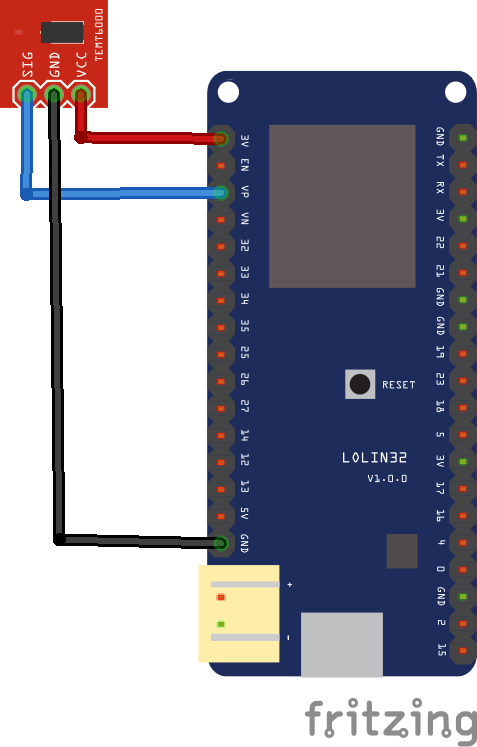 TEMT6000
SIG
GND
VCC
3V
EN
VP
VN
32
33
34
35
25
26
27
14
12
13
5V
GND
GND
TX
RX
3V
22
21
GND
GND
19
23
18
5
3V
17
16
4
0
GND
2
15
RESET
LOLIN32
V1.0.0
+
-
fritzing